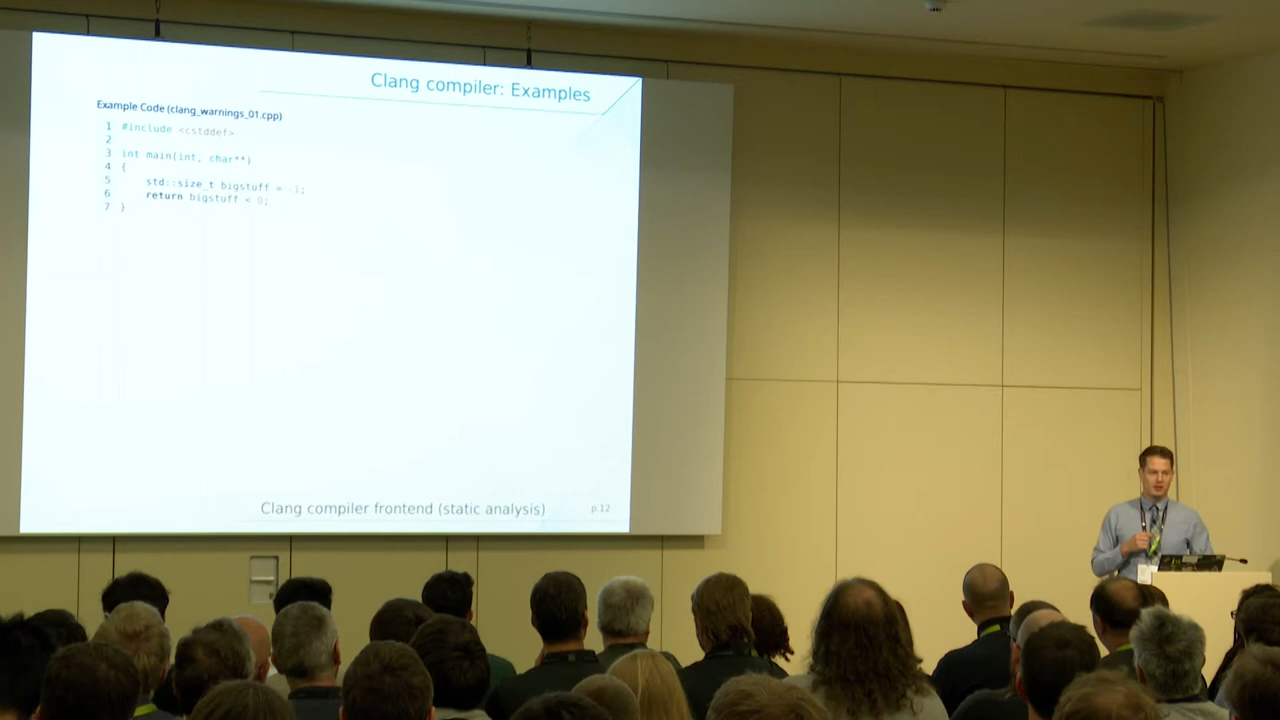 Clang compiler: Examples
Example Code (clang_warnings_01.cpp)
1 #include <cstddef>
2
3 int main(int, char**)
4 {
5 std::size_t bigstuff = -1;
6 return bigstuff < 0;
7 }
Clang compiler frontend (static analysis)
p.12